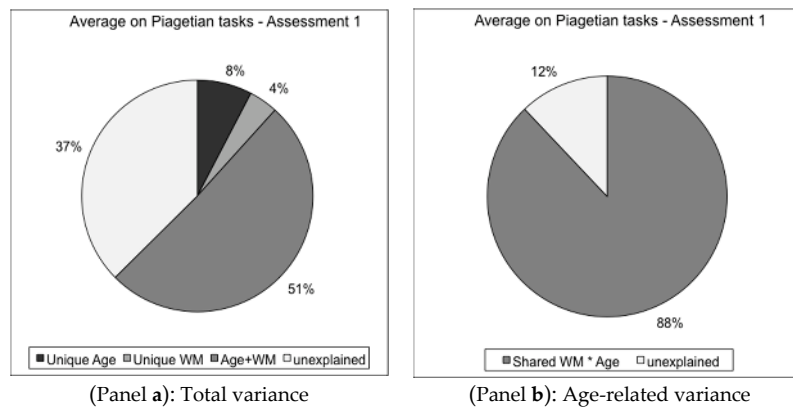 Average on Piagetian tasks - Assessment 1
8%
4%
37%
51%
Unique Age Unique WM Age+WM unexplained
(Panel a): Total variance
Average on Piagetian tasks - Assessment 1
12%
88%
Shared WM * Age unexplained
(Panel b): Age-related variance